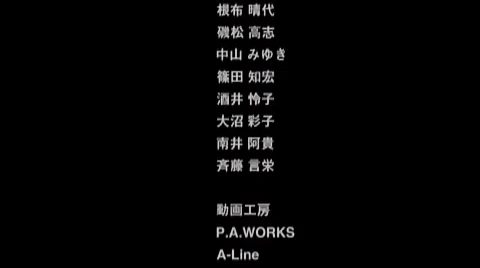 根布 晴代
磯松 高志
中山 みゆき
篠田 知宏
酒井 怜子
大沼 彩子
南井 阿貴
斉藤 言栄
動画工房
P.A.WORKS
A-Line